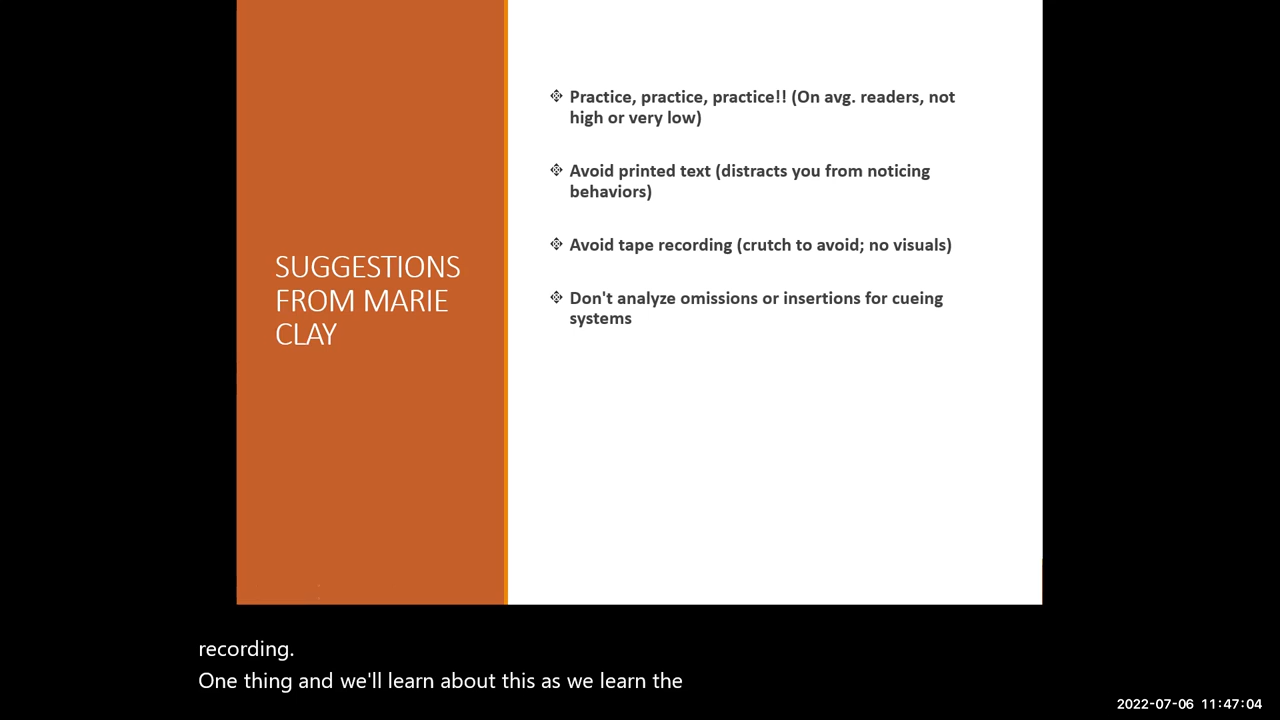 SUGGESTIONS
FROM MARIE
CLAY
Practice, practice, practice!! (On avg. readers, not
high or very low)
Avoid printed text (distracts you from noticing
behaviors)
Avoid tape recording (crutch to avoid; no visuals)
Don't analyze omissions or insertions for cueing
systems
recording.
One thing and we'll learn about this as we learn the
2022-07-06 11:47:04